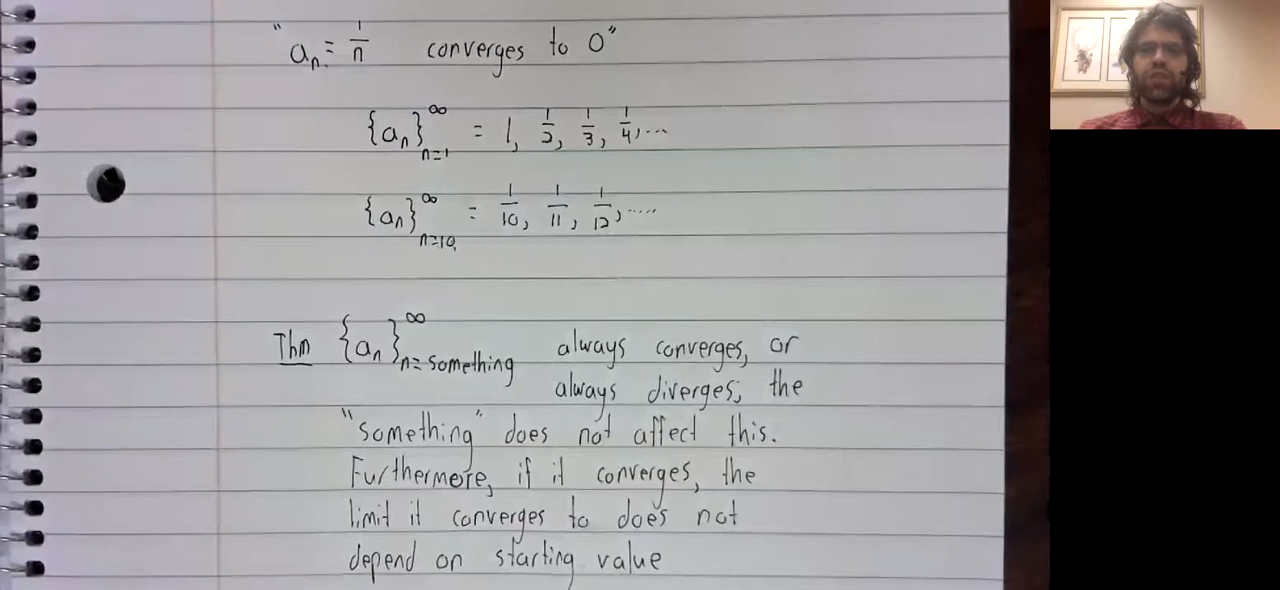 "aₙ = 1/n converges to 0"
{aₙ}_{n=1}^∞ = 1, 1/2, 1/3, 1/4, ...
{aₙ}_{n=10}^∞ = 1/10, 1/11, 1/12, .....
Thm {aₙ}_{n=something}^∞ always converges, or
always diverges; the
"something" does not affect this.
Furthermore, if it converges, the
limit it converges to does not
depend on starting value